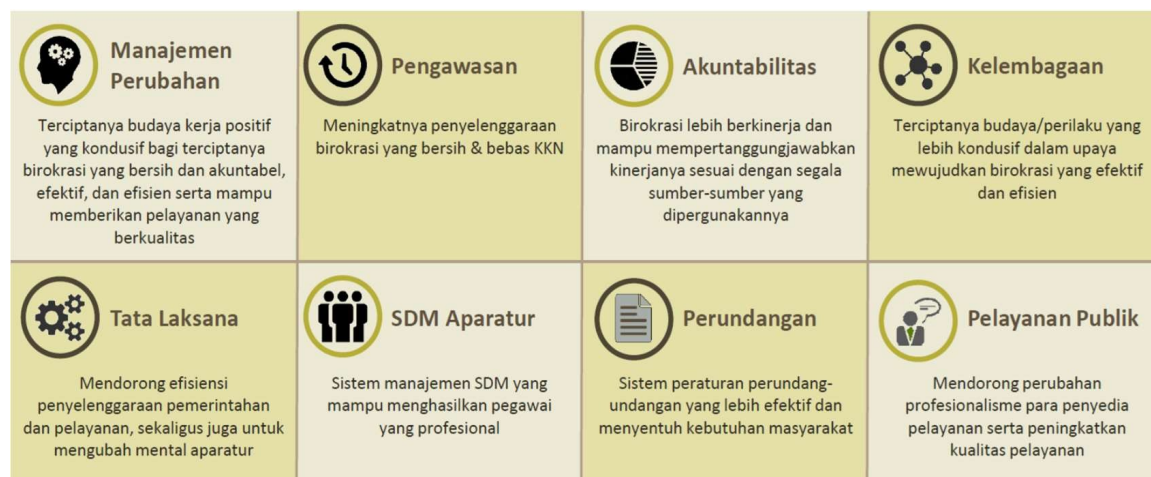 Manajemen
Perubahan
Terciptanya budaya kerja positif
yang kondusif bagi terciptanya
birokrasi yang bersih dan akuntabel,
efektif, dan efisien serta mampu
memberikan pelayanan yang
berkualitas
Pengawasan
Meningkatnya penyelenggaraan
birokrasi yang bersih & bebas KKN
Akuntabilitas
Birokrasi lebih berkinerja dan
mampu mempertanggungjawabkan
kinerjanya sesuai dengan segala
sumber-sumber yang
dipergunakannya
Kelembagaan
Terciptanya budaya/perilaku yang
lebih kondusif dalam upaya
mewujudkan birokrasi yang efektif
dan efisien
Tata Laksana
Mendorong efisiensi
penyelenggaraan pemerintahan
dan pelayanan, sekaligus juga untuk
mengubah mental aparatur
SDM Aparatur
Sistem manajemen SDM yang
mampu menghasilkan pegawai
yang profesional
Perundangan
Sistem peraturan perundang-
undangan yang lebih efektif dan
menyentuh kebutuhan masyarakat
Pelayanan Publik
Mendorong perubahan
profesionalisme para penyedia
pelayanan serta peningkatkan
kualitas pelayanan